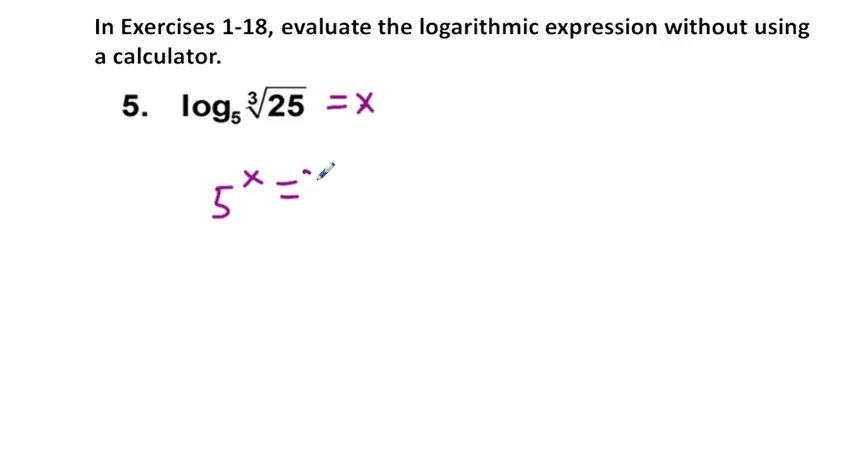 In Exercises 1-18, evaluate the logarithmic expression without using
a calculator.
5. log₅ ∛25 = x
5ˣ =